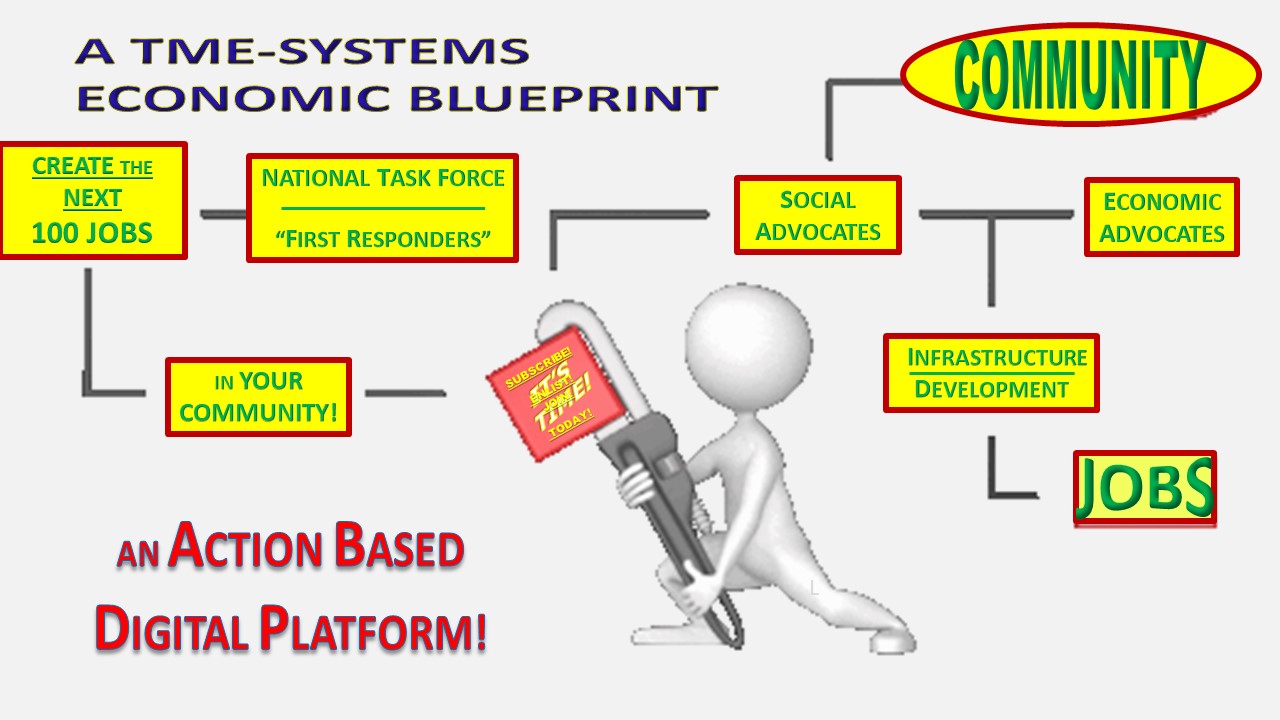 A TME-SYSTEMS
ECONOMIC BLUEPRINT
COMMUNITY
CREATE THE
NEXT
100 JOBS
NATIONAL TASK FORCE
“FIRST RESPONDERS”
SOCIAL
ADVOCATES
ECONOMIC
ADVOCATES
IN YOUR
COMMUNITY!
SUBSCRIBE!
IT'S
ENLIST!
JOIN!
TIME!
TODAY!
INFRASTRUCTURE
DEVELOPMENT
JOBS
AN ACTION BASED
DIGITAL PLATFORM!
L